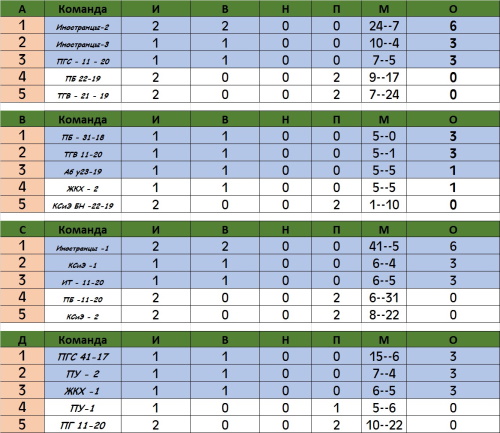 А Команда И В Н П М О
1 Иностранцы-2 2 2 0 0 24--7 6
2 Иностранцы-3 1 1 0 0 10--4 3
3 ПГС - 11 - 20 1 1 0 0 7--5 3
4 ПБ 22-19 2 0 0 2 9--17 0
5 ТГВ - 21 - 19 2 0 0 2 7--24 0
В Команда И В Н П М О
1 ПБ - 31-18 1 1 0 0 5--0 3
2 ТГВ 11-20 1 1 0 0 5--1 3
3 Аб у23-19 1 1 0 0 5--5 1
4 ЖКХ - 2 1 1 0 0 5--5 1
5 КСиЭ БН -22-19 2 0 0 2 1--10 0
С Команда И В Н П М О
1 Иностранцы -1 2 2 0 0 41--5 6
2 КСиЭ -1 1 1 0 0 6--4 3
3 ИТ - 11-20 1 1 0 0 6--5 3
4 ПБ -11-20 2 0 0 2 6--31 0
5 КСиЭ - 2 2 0 0 2 8--22 0
Д Команда И В Н П М О
1 ПГС 41-17 1 1 0 0 15--6 3
2 ПУ - 2 1 1 0 0 7--4 3
3 ЖКХ -1 1 1 0 0 6--5 3
4 ПУ-1 1 0 0 1 5--6 0
5 ПГ 11-20 2 0 0 2 10--22 0